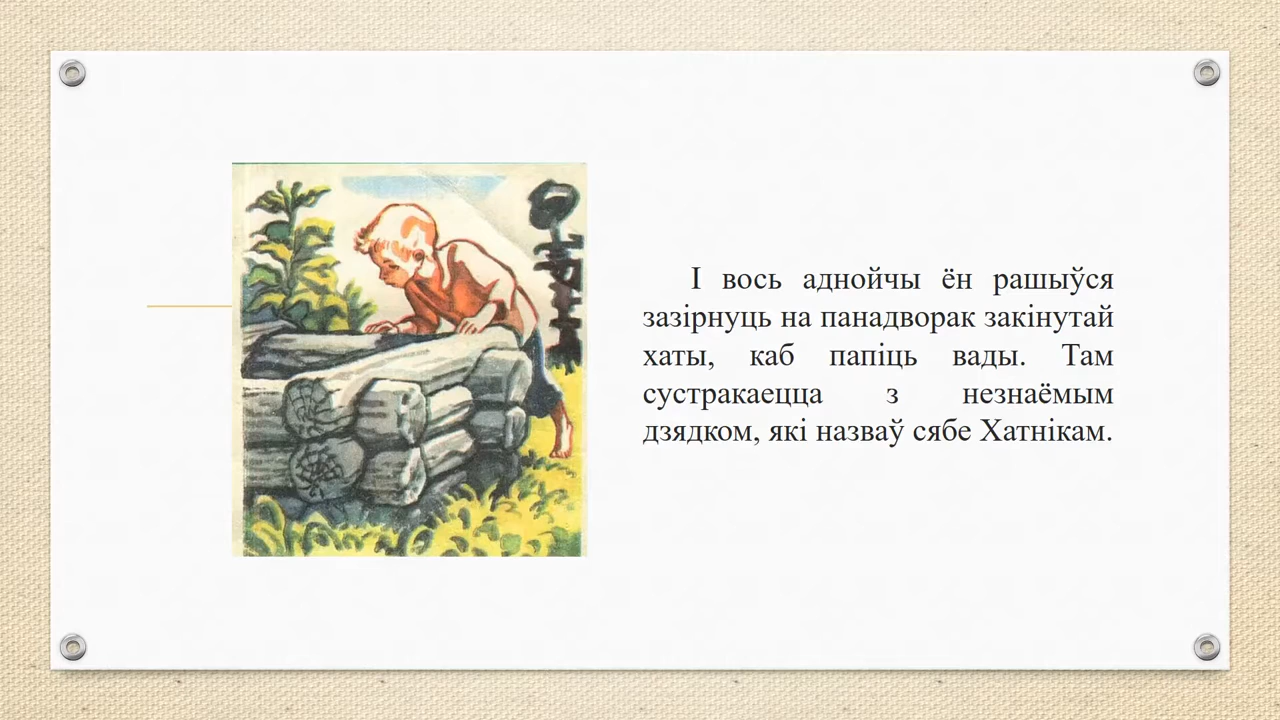 І вось аднойчы ён рашыўся
зазірнуць на панадворак закінутай
хаты, каб папіць вады. Там
сустракаецца з незнаёмым
дзядком, які назваў сябе Хатнікам.